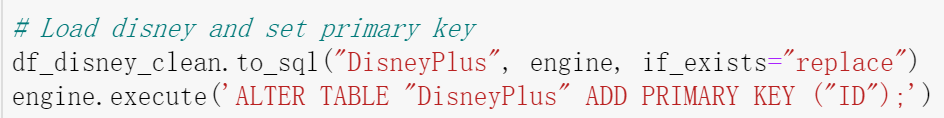 # Load disney and set primary key
df_disney_clean.to_sql("DisneyPlus", engine, if_exists="replace")
engine.execute('ALTER TABLE "DisneyPlus" ADD PRIMARY KEY ("ID");')